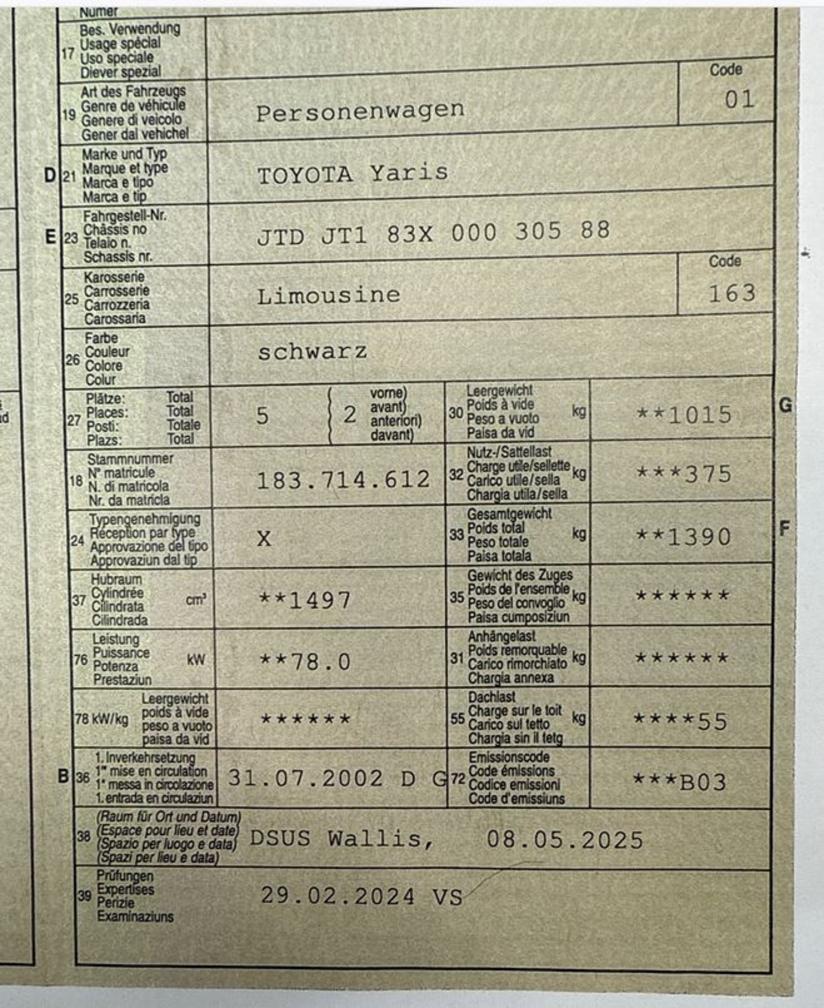 Numer
17 Bes. Verwendung
Usage spécial
Uso speciale
Diever spezial
19 Art des Fahrzeugs
Genre de véhicule
Genere di veicolo
Gener dal vehichel
Personenwagen
Code
01
D 21 Marke und Typ
Marque et type
Marca e tipo
Marca e tip
TOYOTA Yaris
E 23 Fahrgestell-Nr.
Châssis no
Telaio n.
Schassis nr.
JTD JT1 83X 000 305 88
25 Karosserie
Carrosserie
Carrozzeria
Carossaria
Limousine
Code
163
26 Farbe
Couleur
Colore
Colur
schwarz
27 Plätze: Total
Places: Total
Posti: Totale
Plazs: Total
5 ( 2 vorne)
avant)
anteriori)
davant)
30 Leergewicht
Poids à vide kg
Peso a vuoto
Paisa da vid
**1015 G
18 Stammnummer
N° matricule
N. di matricola
Nr. da matricla
183.714.612
32 Nutz-/Sattellast
Charge utile/sellette kg
Carico utile/sella
Chargia utila/sella
***375
24 Typengenehmigung
Réception par type
Approvazione del tipo
Approvaziun dal tip
X
33 Gesamtgewicht
Poids total kg
Peso totale
Paisa totala
**1390 F
37 Hubraum
Cylindrée cm³
Cilindrata
Cilindrada
**1497
35 Gewicht des Zuges
Poids de l'ensemble kg
Peso del convoglio
Paisa cumposiziun
******
76 Leistung
Puissance kW
Potenza
Prestaziun
**78.0
31 Anhängelast
Poids remorquable kg
Carico rimorchiato
Chargia annexa
******
78 kW/kg Leergewicht
poids à vide
peso a vuoto
paisa da vid
******
55 Dachlast
Charge sur le toit kg
Carico sul tetto
Chargia sin il tetg
****55
B 36 1. Inverkehrsetzung
1re mise en circulation
1a messa in circolazione
1. entrada en circulaziun
31.07.2002 D G
72 Emissionscode
Code émissions
Codice emissioni
Code d'emissiuns
***B03
38 (Raum für Ort und Datum)
(Espace pour lieu et date)
(Spazio per luogo e data)
(Spazi per lieu e data)
DSUS Wallis, 08.05.2025
39 Prüfungen
Expertises
Perizie
Examinaziuns
29.02.2024 VS